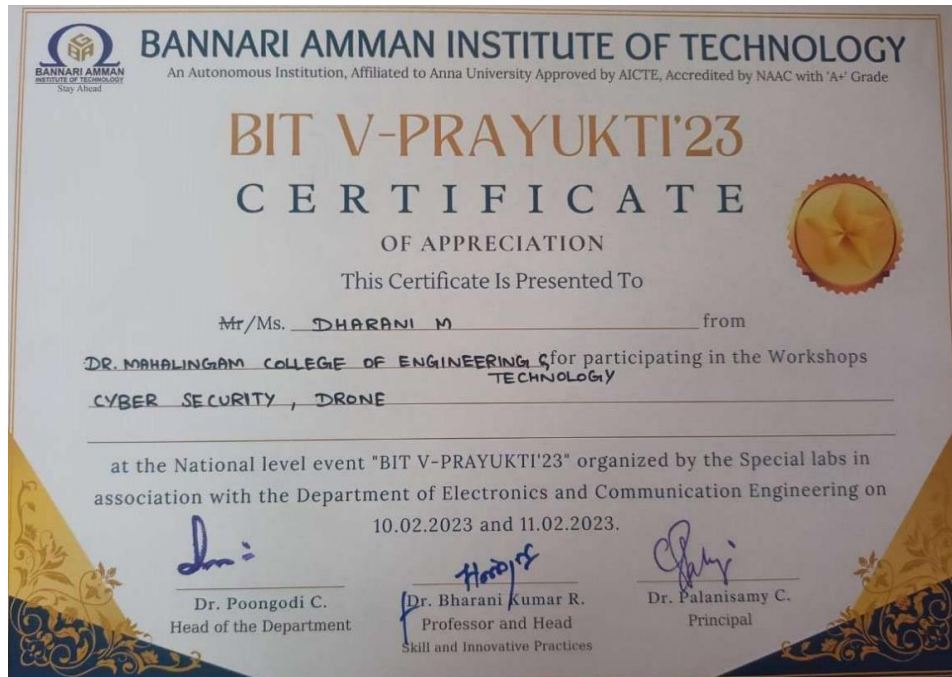 BANNARI AMMAN
INSTITUTE OF TECHNOLOGY
Stay Ahead
BANNARI AMMAN INSTITUTE OF TECHNOLOGY
An Autonomous Institution, Affiliated to Anna University Approved by AICTE, Accredited by NAAC with 'A+' Grade
BIT V-PRAYUKTI'23
CERTIFICATE
OF APPRECIATION
This Certificate Is Presented To
Mr/Ms. DHARANI M from
DR. MAHALINGAM COLLEGE OF ENGINEERING & for participating in the Workshops
TECHNOLOGY
CYBER SECURITY, DRONE
at the National level event "BIT V-PRAYUKTI'23" organized by the Special labs in
association with the Department of Electronics and Communication Engineering on
10.02.2023 and 11.02.2023.
Dr. Poongodi C. Dr. Bharani Kumar R. Dr. Palanisamy C.
Head of the Department Professor and Head Principal
Skill and Innovative Practices